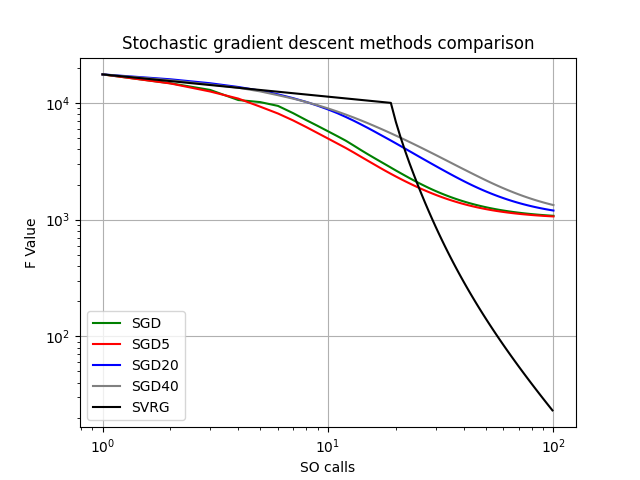 Stochastic gradient descent methods comparison
F Value
10⁴
10³
10²
SGD
SGD5
SGD20
SGD40
SVRG
10⁰ 10¹ 10²
SO calls